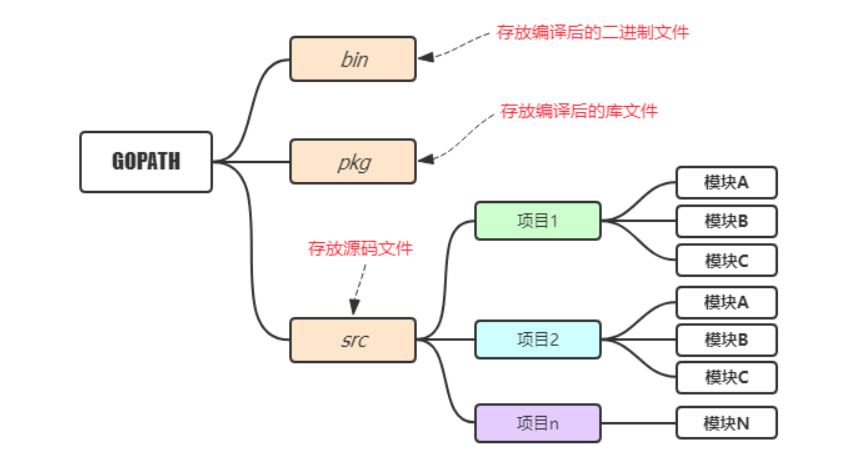 存放编译后的二进制文件
bin
存放编译后的库文件
GOPATH
pkg
模块A
项目1
模块B
模块C
存放源码文件
模块A
src
项目2
模块B
模块C
项目n
模块N